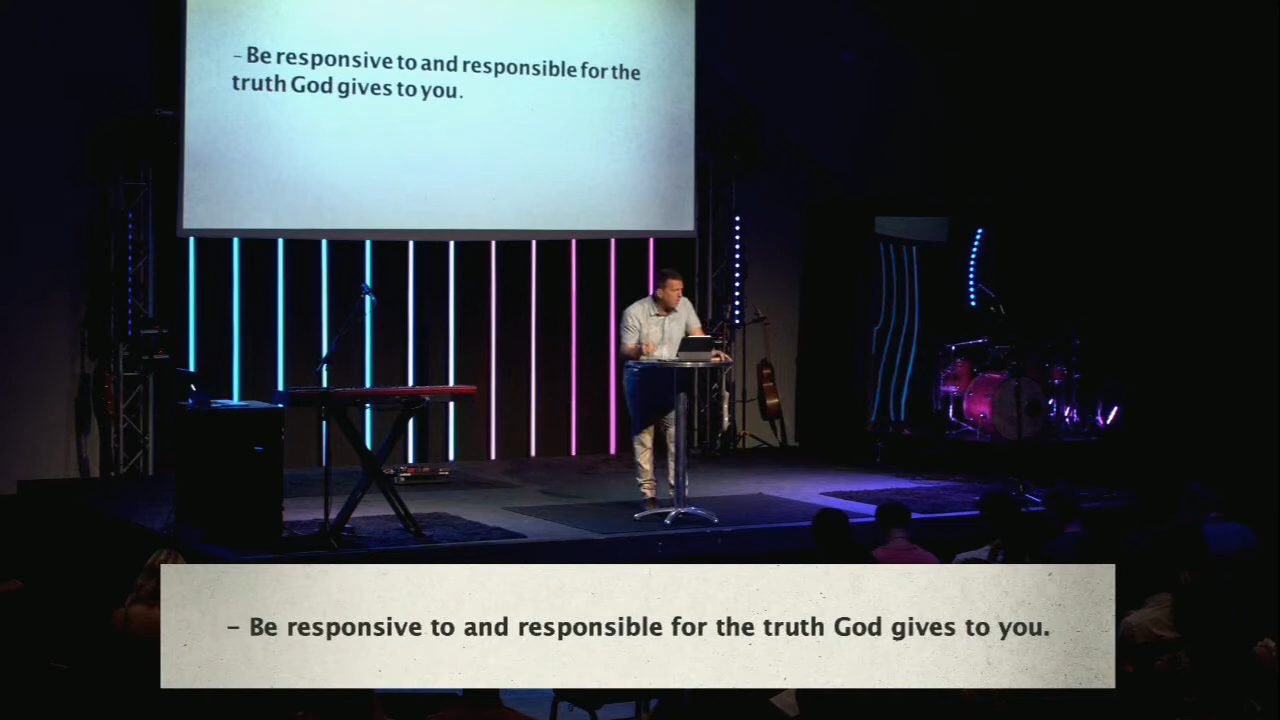 – Be responsive to and responsible for the
truth God gives to you.
– Be responsive to and responsible for the truth God gives to you.